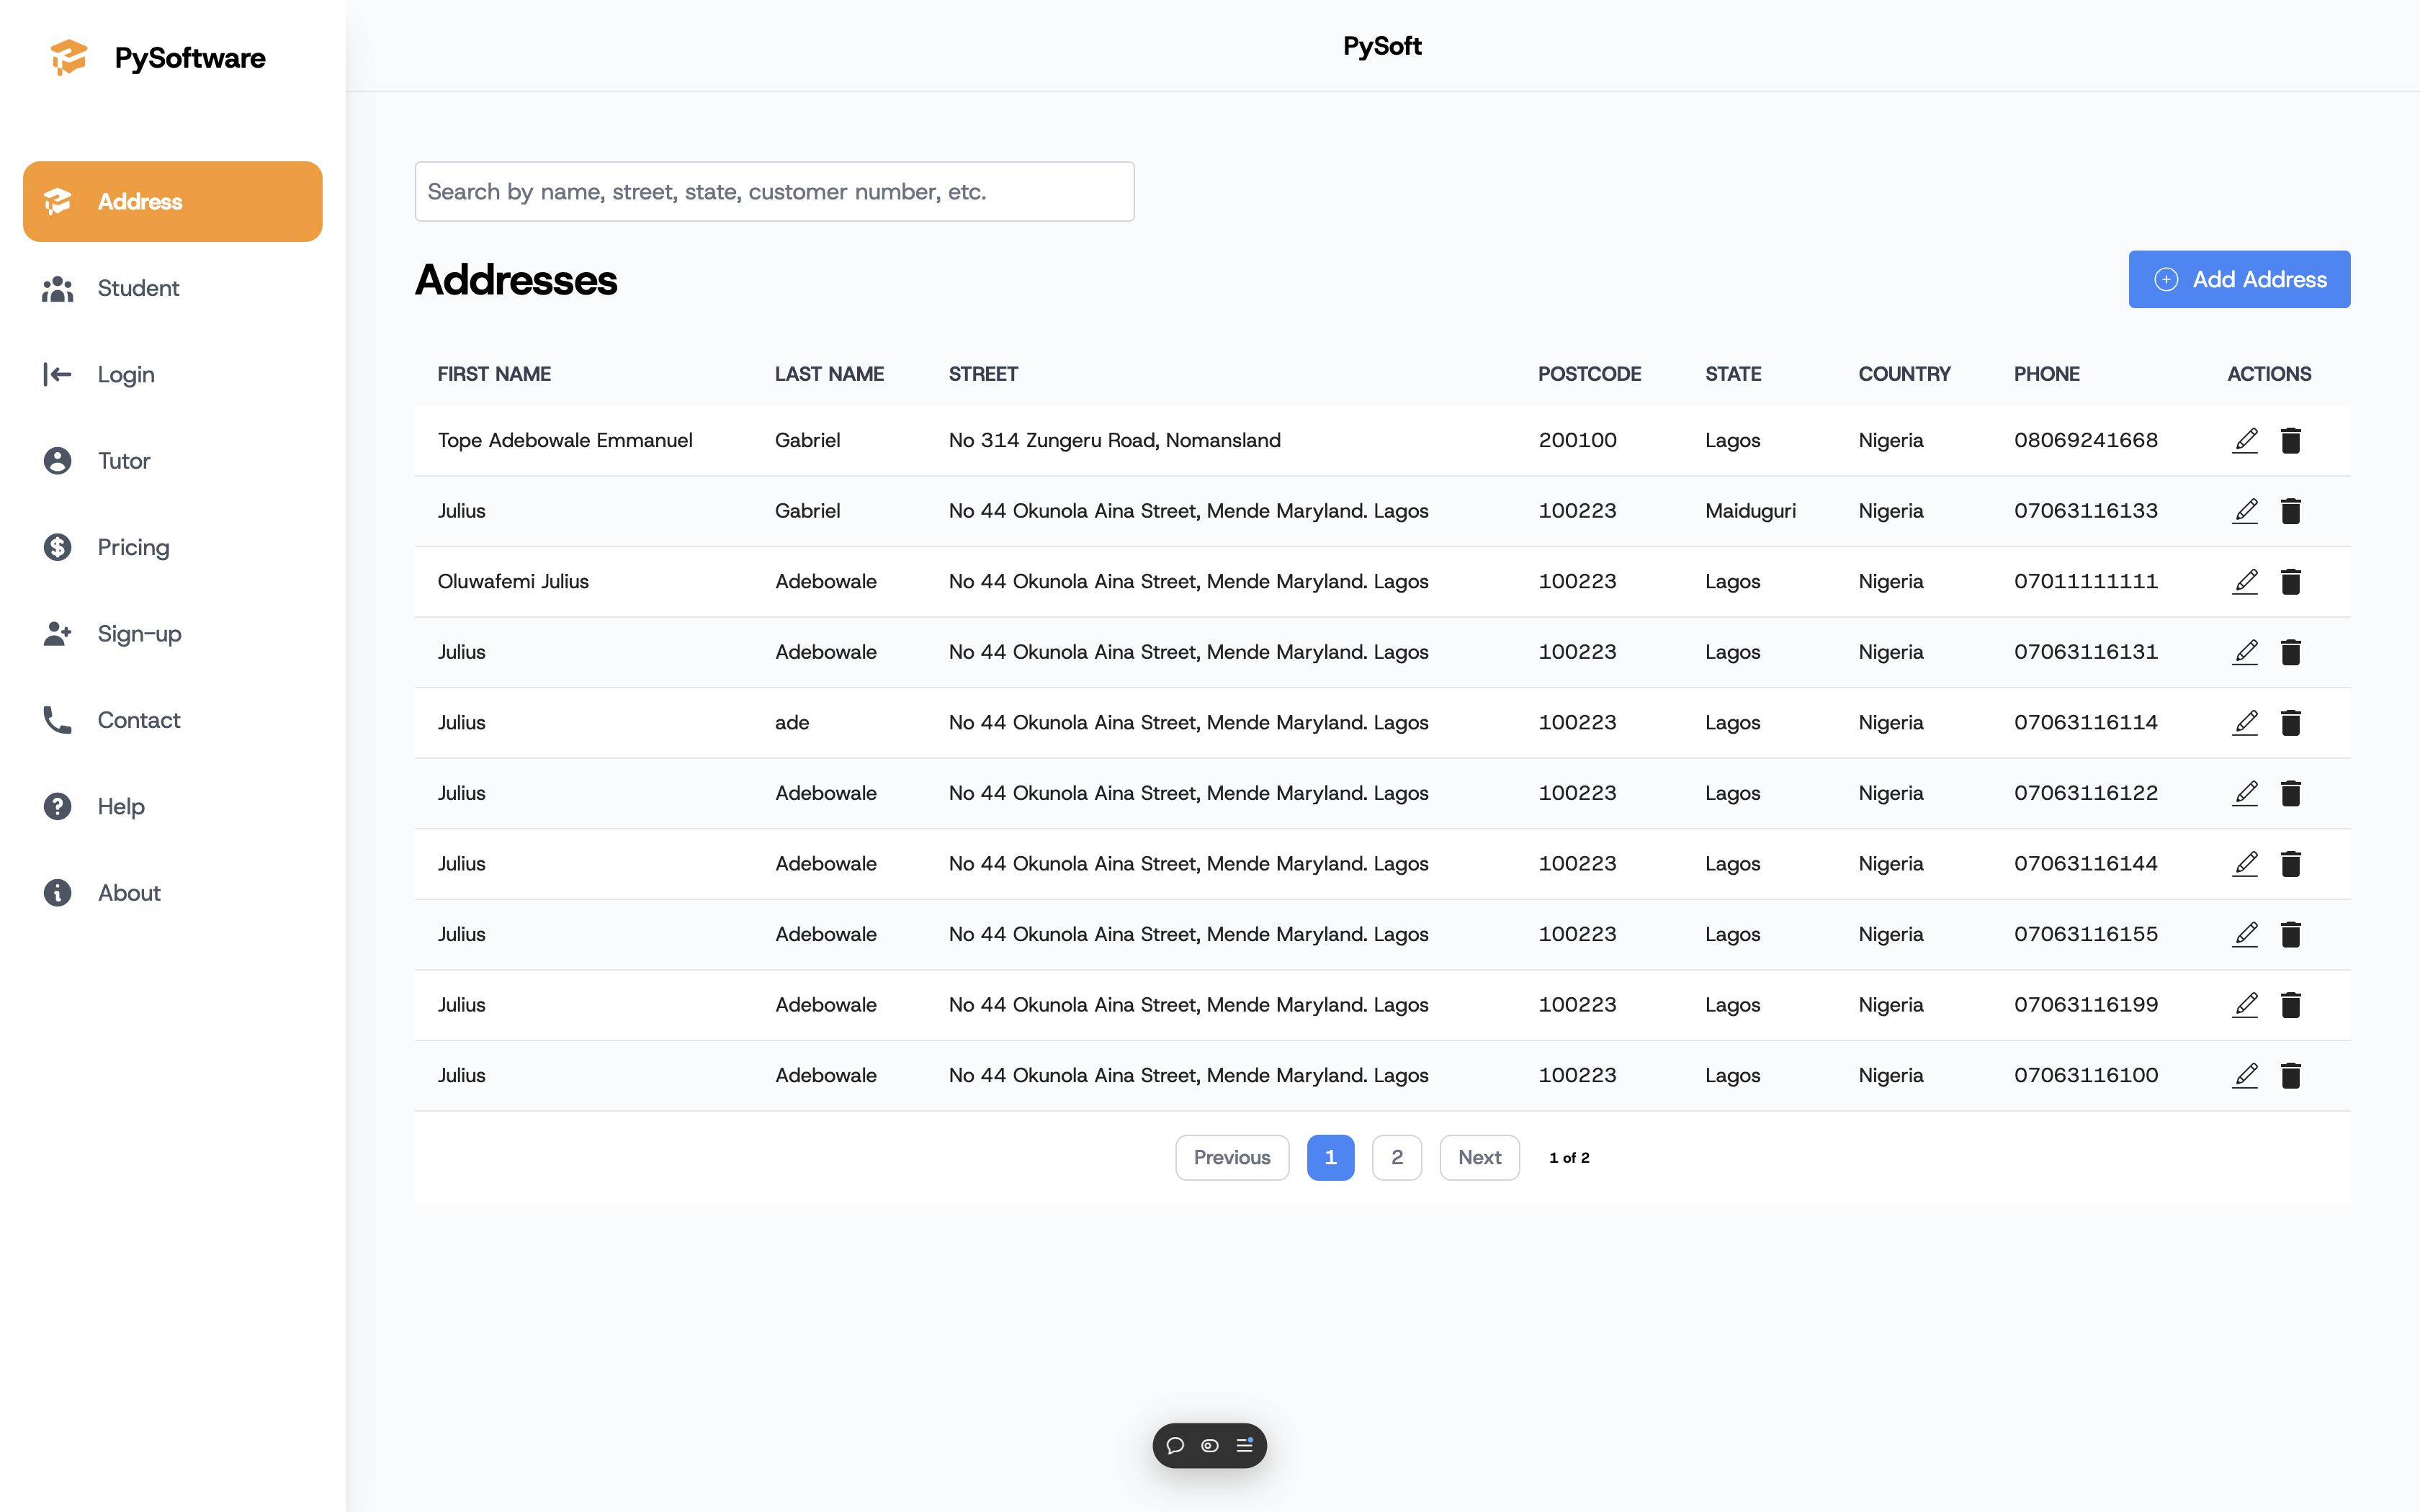 PySoftware
PySoft
Address
Student
Login
Tutor
Pricing
Sign-up
Contact
Help
About
Search by name, street, state, customer number, etc.
Addresses
Add Address
FIRST NAME LAST NAME STREET POSTCODE STATE COUNTRY PHONE ACTIONS
Tope Adebowale Emmanuel Gabriel No 314 Zungeru Road, Nomansland 200100 Lagos Nigeria 08069241668
Julius Gabriel No 44 Okunola Aina Street, Mende Maryland. Lagos 100223 Maiduguri Nigeria 07063116133
Oluwafemi Julius Adebowale No 44 Okunola Aina Street, Mende Maryland. Lagos 100223 Lagos Nigeria 07011111111
Julius Adebowale No 44 Okunola Aina Street, Mende Maryland. Lagos 100223 Lagos Nigeria 07063116131
Julius ade No 44 Okunola Aina Street, Mende Maryland. Lagos 100223 Lagos Nigeria 07063116114
Julius Adebowale No 44 Okunola Aina Street, Mende Maryland. Lagos 100223 Lagos Nigeria 07063116122
Julius Adebowale No 44 Okunola Aina Street, Mende Maryland. Lagos 100223 Lagos Nigeria 07063116144
Julius Adebowale No 44 Okunola Aina Street, Mende Maryland. Lagos 100223 Lagos Nigeria 07063116155
Julius Adebowale No 44 Okunola Aina Street, Mende Maryland. Lagos 100223 Lagos Nigeria 07063116199
Julius Adebowale No 44 Okunola Aina Street, Mende Maryland. Lagos 100223 Lagos Nigeria 07063116100
Previous 1 2 Next 1 of 2